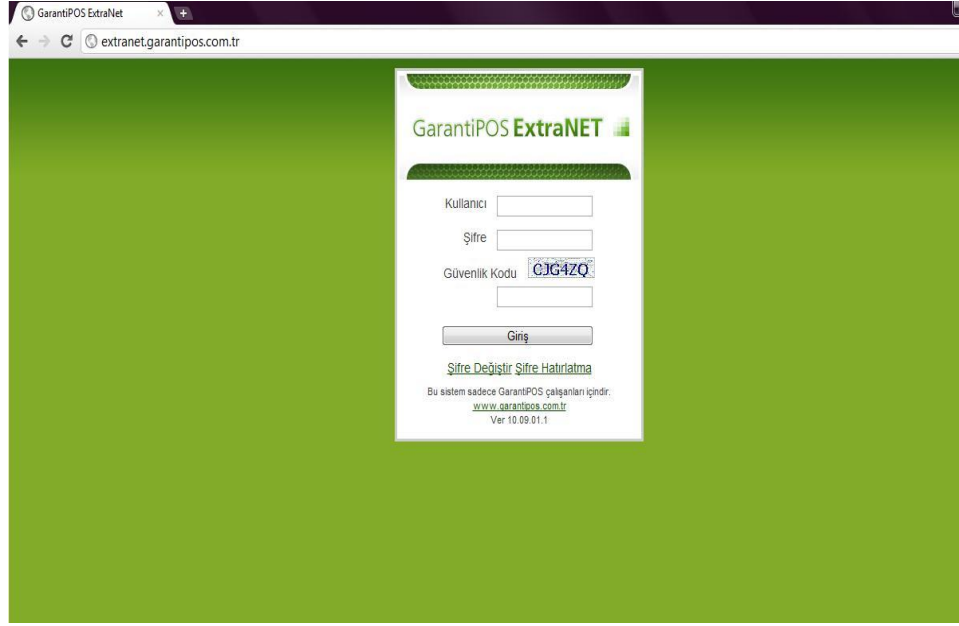 GarantiPOS ExtraNet
extranet.garantipos.com.tr
GarantiPOS ExtraNET
Kullanıcı
Şifre
Güvenlik Kodu CJG4ZQ
Giriş
Şifre Değiştir Şifre Hatırlatma
Bu sistem sadece GarantiPOS çalışanları içindir.
www.garantipos.com.tr
Ver 10.09.01.1